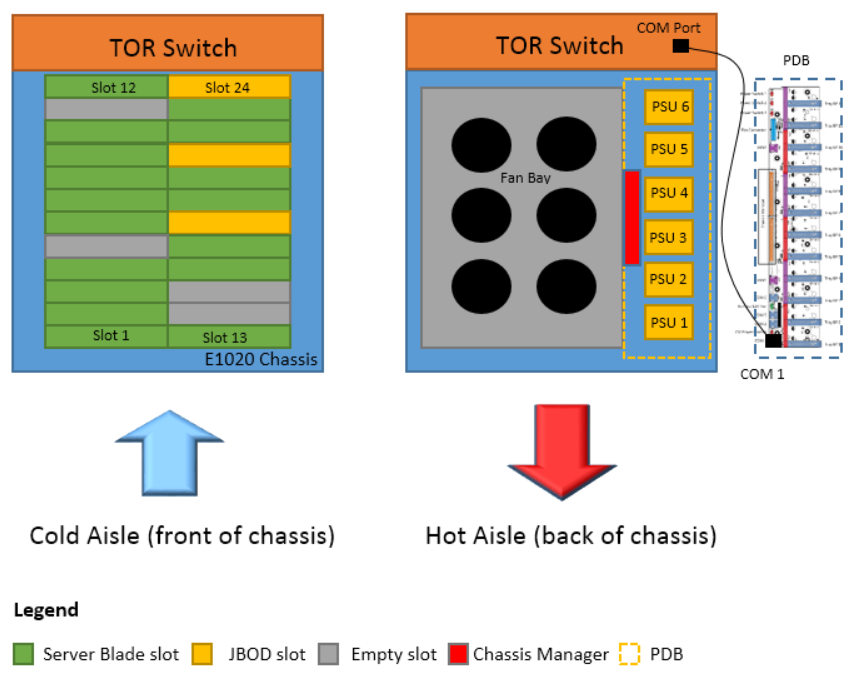 TOR Switch
Slot 12
Slot 24
Slot 1
Slot 13
E1020 Chassis
TOR Switch
COM Port
PDB
Fan Bay
PSU 6
PSU 5
PSU 4
PSU 3
PSU 2
PSU 1
COM 1
Cold Aisle (front of chassis)
Hot Aisle (back of chassis)
Legend
Server Blade slot
JBOD slot
Empty slot
Chassis Manager
PDB